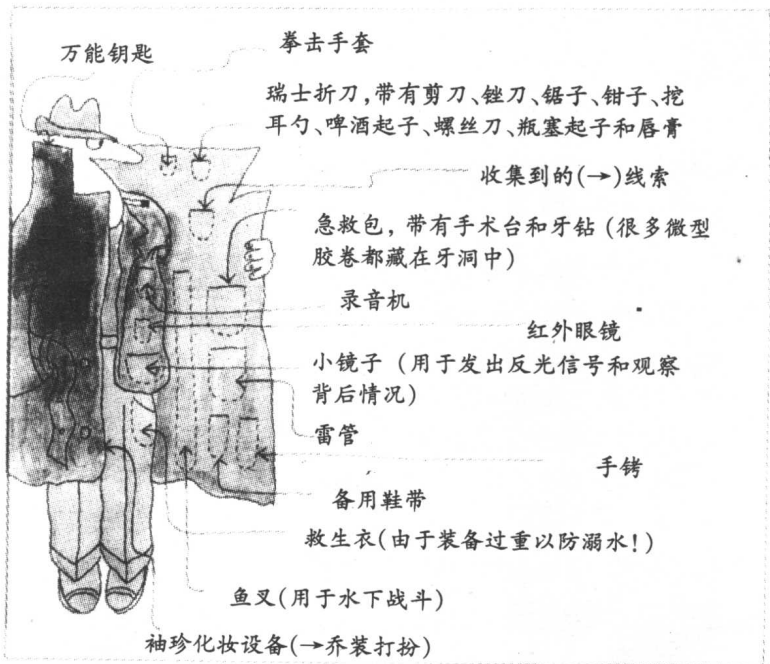 万能钥匙
拳击手套
瑞士折刀,带有剪刀、锉刀、锯子、钳子、挖
耳勺、啤酒起子、螺丝刀、瓶塞起子和唇膏
收集到的(→)线索
急救包，带有手术台和牙钻（很多微型
胶卷都藏在牙洞中）
录音机
红外眼镜
小镜子（用于发出反光信号和观察
背后情况）
雷管
手铐
备用鞋带
救生衣(由于装备过重以防溺水!)
鱼叉(用于水下战斗)
袖珍化妆设备(→乔装打扮)